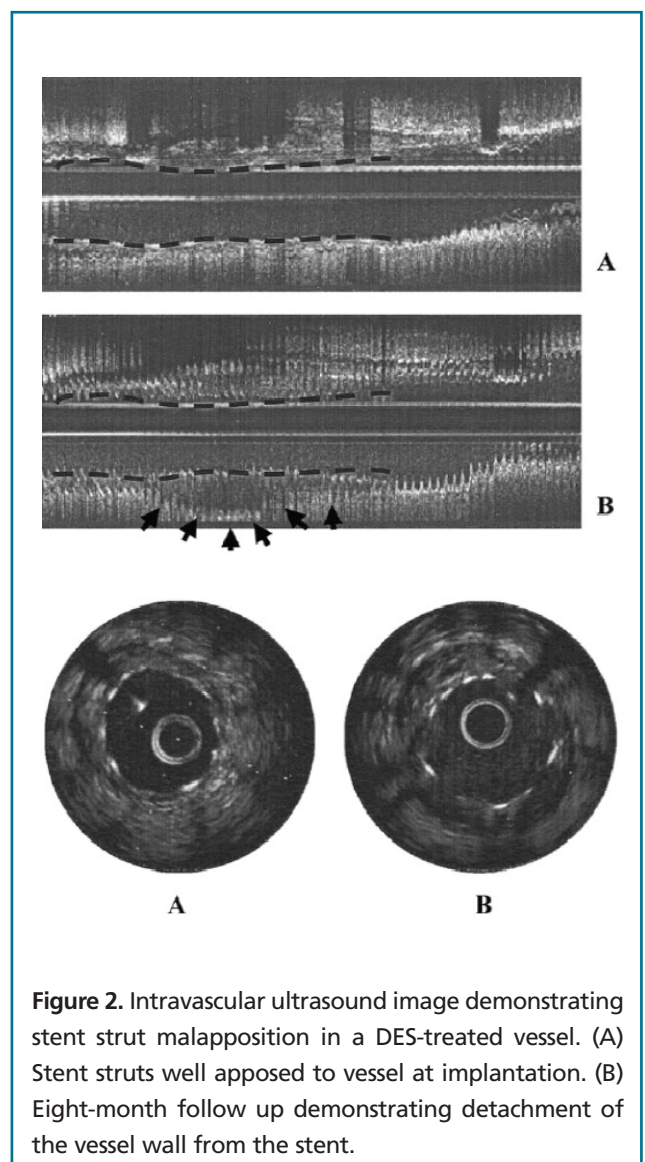 A
B
A
B
Figure 2. Intravascular ultrasound image demonstrating
stent strut malapposition in a DES-treated vessel. (A)
Stent struts well apposed to vessel at implantation. (B)
Eight-month follow up demonstrating detachment of
the vessel wall from the stent.